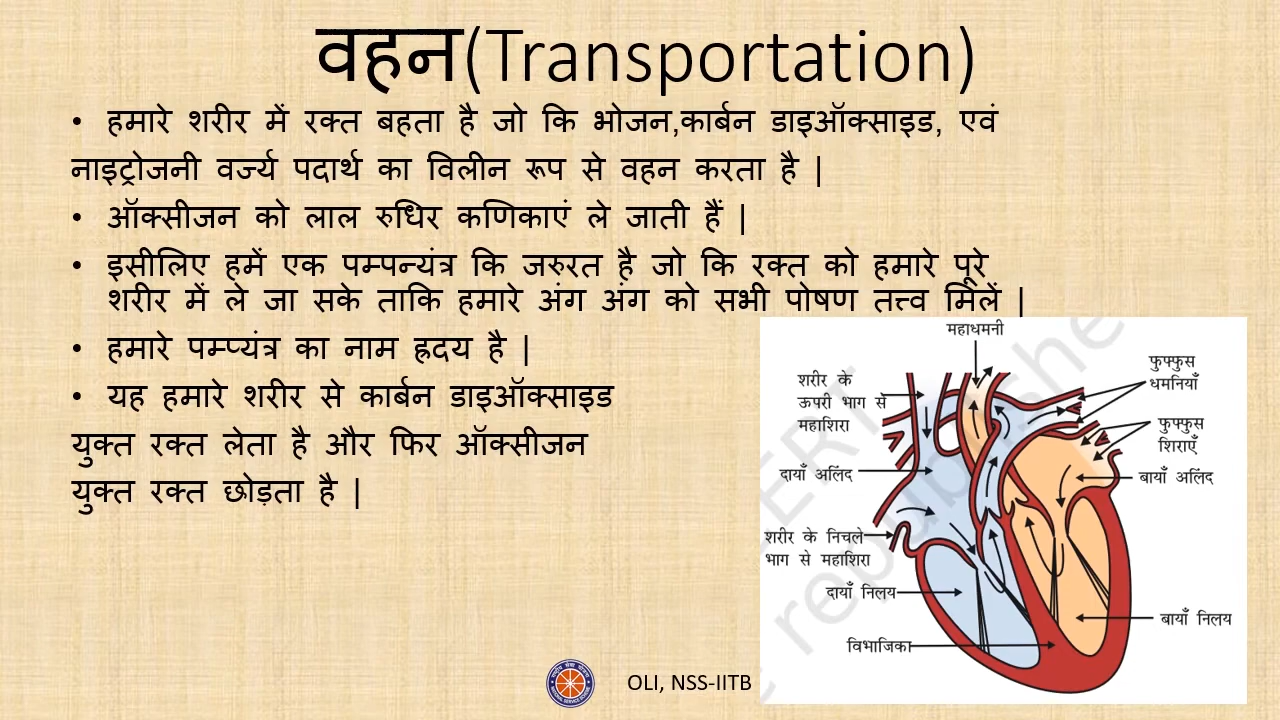 वहन(Transportation)
• हमारे शरीर में रक्त बहता है जो कि भोजन,कार्बन डाइऑक्साइड, एवं
नाइट्रोजनी वर्ज्य पदार्थ का विलीन रूप से वहन करता है |
• ऑक्सीजन को लाल रुधिर कणिकाएं ले जाती हैं |
• इसीलिए हमें एक पम्पन्यंत्र कि जरुरत है जो कि रक्त को हमारे पूरे
शरीर में ले जा सके ताकि हमारे अंग अंग को सभी पोषण तत्त्व मिलें |
• हमारे पम्प्यंत्र का नाम ह्रदय है |
• यह हमारे शरीर से कार्बन डाइऑक्साइड
युक्त रक्त लेता है और फिर ऑक्सीजन
युक्त रक्त छोड़ता है |
महाधमनी
शरीर के
ऊपरी भाग से
महाशिरा
फुफ्फुस
धमनियाँ
फुफ्फुस
शिराएँ
दायाँ अलिंद
बायाँ अलिंद
शरीर के निचले
भाग से महाशिरा
दायाँ निलय
बायाँ निलय
विभाजिका
OLI, NSS-IITB